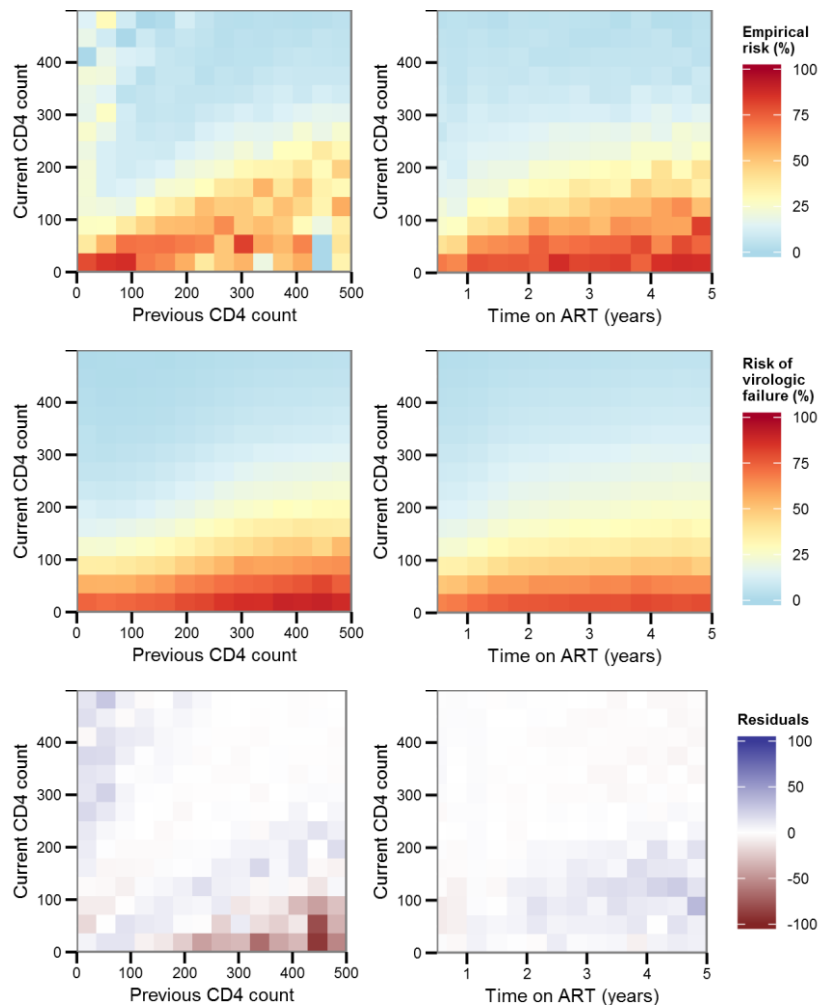 Empirical
risk (%)
100
75
50
25
0
400
300
200
100
0
Current CD4 count
0 100 200 300 400 500
Previous CD4 count
400
300
200
100
0
Current CD4 count
1 2 3 4 5
Time on ART (years)
Risk of
virologic
failure (%)
100
75
50
25
0
400
300
200
100
0
Current CD4 count
0 100 200 300 400 500
Previous CD4 count
400
300
200
100
0
Current CD4 count
1 2 3 4 5
Time on ART (years)
Residuals
100
50
0
-50
-100
400
300
200
100
0
Current CD4 count
0 100 200 300 400 500
Previous CD4 count
400
300
200
100
0
Current CD4 count
1 2 3 4 5
Time on ART (years)